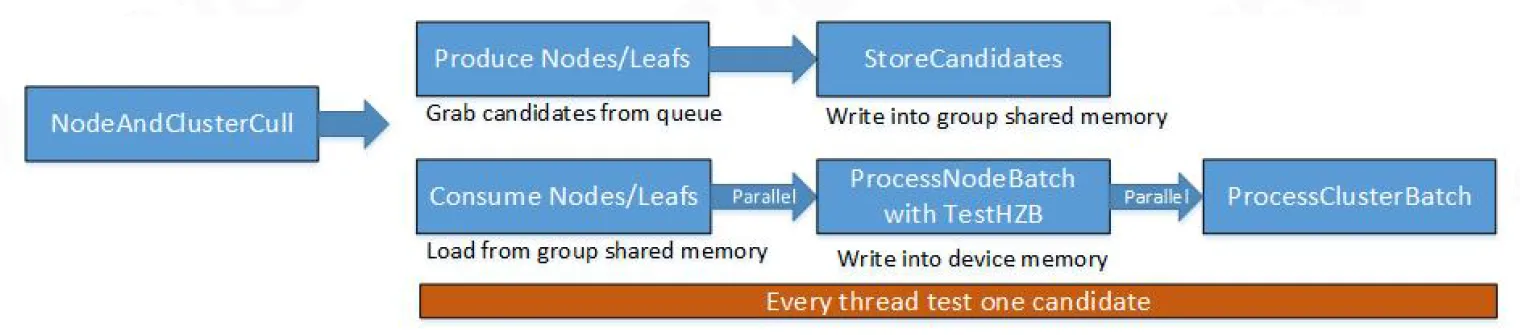 NodeAndClusterCull
Produce Nodes/Leafs
StoreCandidates
Grab candidates from queue
Write into group shared memory
Consume Nodes/Leafs
Parallel
ProcessNodeBatch
with TestHZB
Parallel
ProcessClusterBatch
Load from group shared memory
Write into device memory
Every thread test one candidate